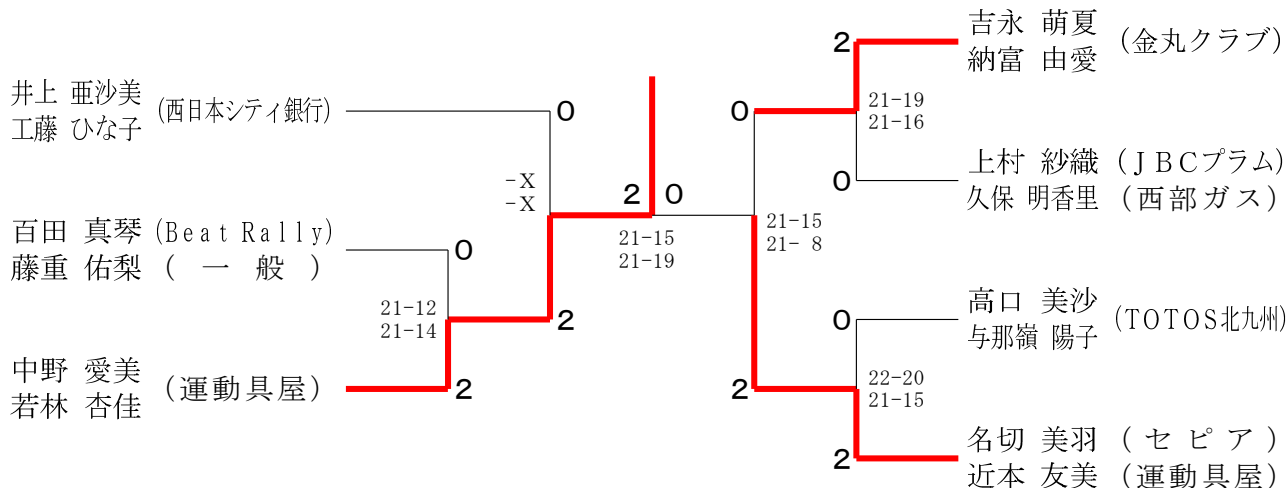 井上 亜沙美 (西日本シティ銀行)
工藤 ひな子
百田 真琴 (Beat Rally)
藤重 佑梨 (一般)
中野 愛美 (運動具屋)
若林 杏佳
0
-X
-X
0
21-12
21-14
2
2
2 0
21-15
21-19
0
21-15
21- 8
2
2
21-19
21-16
0
0
22-20
21-15
2
吉永 萌夏 (金丸クラブ)
納富 由愛
上村 紗織 (JBCプラム)
久保 明香里 (西部ガス)
高口 美沙 (TOTOS北九州)
与那嶺 陽子
名切 美羽 (セピア)
近本 友美 (運動具屋)